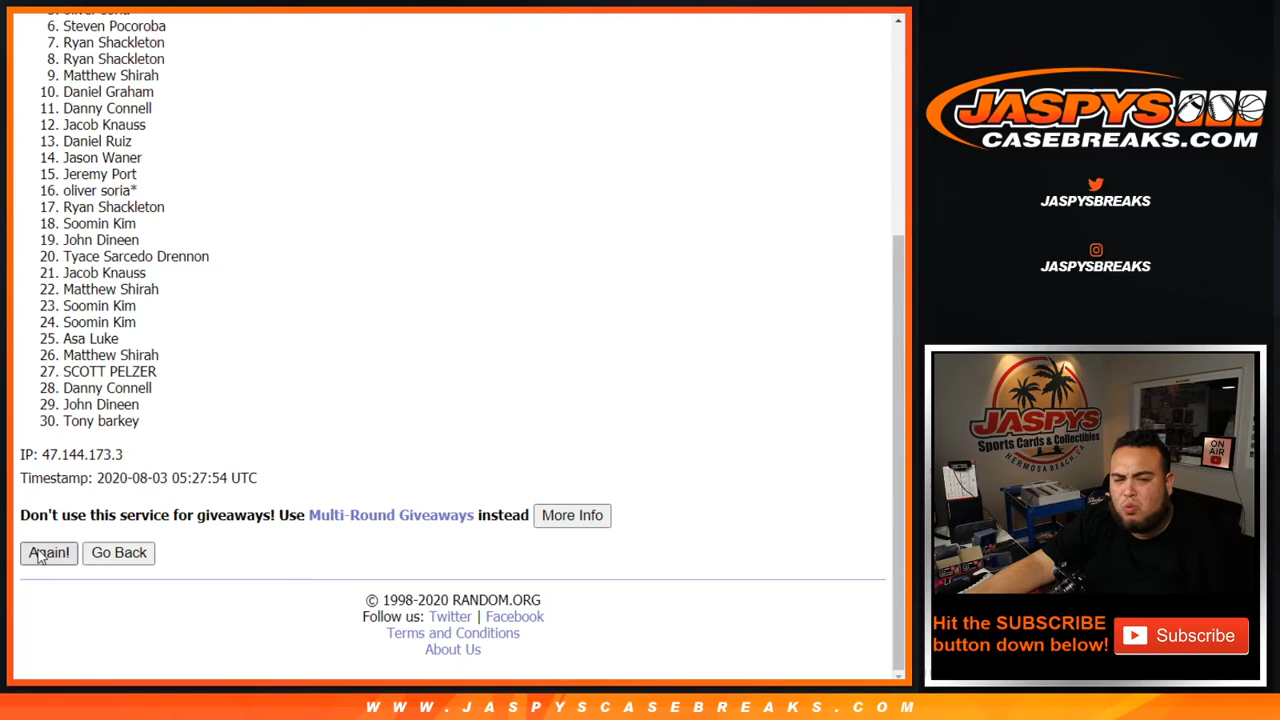 6. Steven Pocoroba
7. Ryan Shackleton
8. Ryan Shackleton
9. Matthew Shirah
10. Daniel Graham
11. Danny Connell
12. Jacob Knauss
13. Daniel Ruiz
14. Jason Waner
15. Jeremy Port
16. oliver soria*
17. Ryan Shackleton
18. Soomin Kim
19. John Dineen
20. Tyace Sarcedo Drennon
21. Jacob Knauss
22. Matthew Shirah
23. Soomin Kim
24. Soomin Kim
25. Asa Luke
26. Matthew Shirah
27. SCOTT PELZER
28. Danny Connell
29. John Dineen
30. Tony barkey
IP: 47.144.173.3
Timestamp: 2020-08-03 05:27:54 UTC
Don't use this service for giveaways! Use Multi-Round Giveaways instead More Info
Again! Go Back
© 1998-2020 RANDOM.ORG
Follow us: Twitter | Facebook
Terms and Conditions
About Us
JASPYS
CASEBREAKS.COM
JASPYSBREAKS
JASPYSBREAKS
JASPYS
Sports Cards & Collectibles
HERMOSA BEACH, CA
ON AIR
Hit the SUBSCRIBE
button down below!
Subscribe
WWW.JASPYSCASEBREAKS.COM